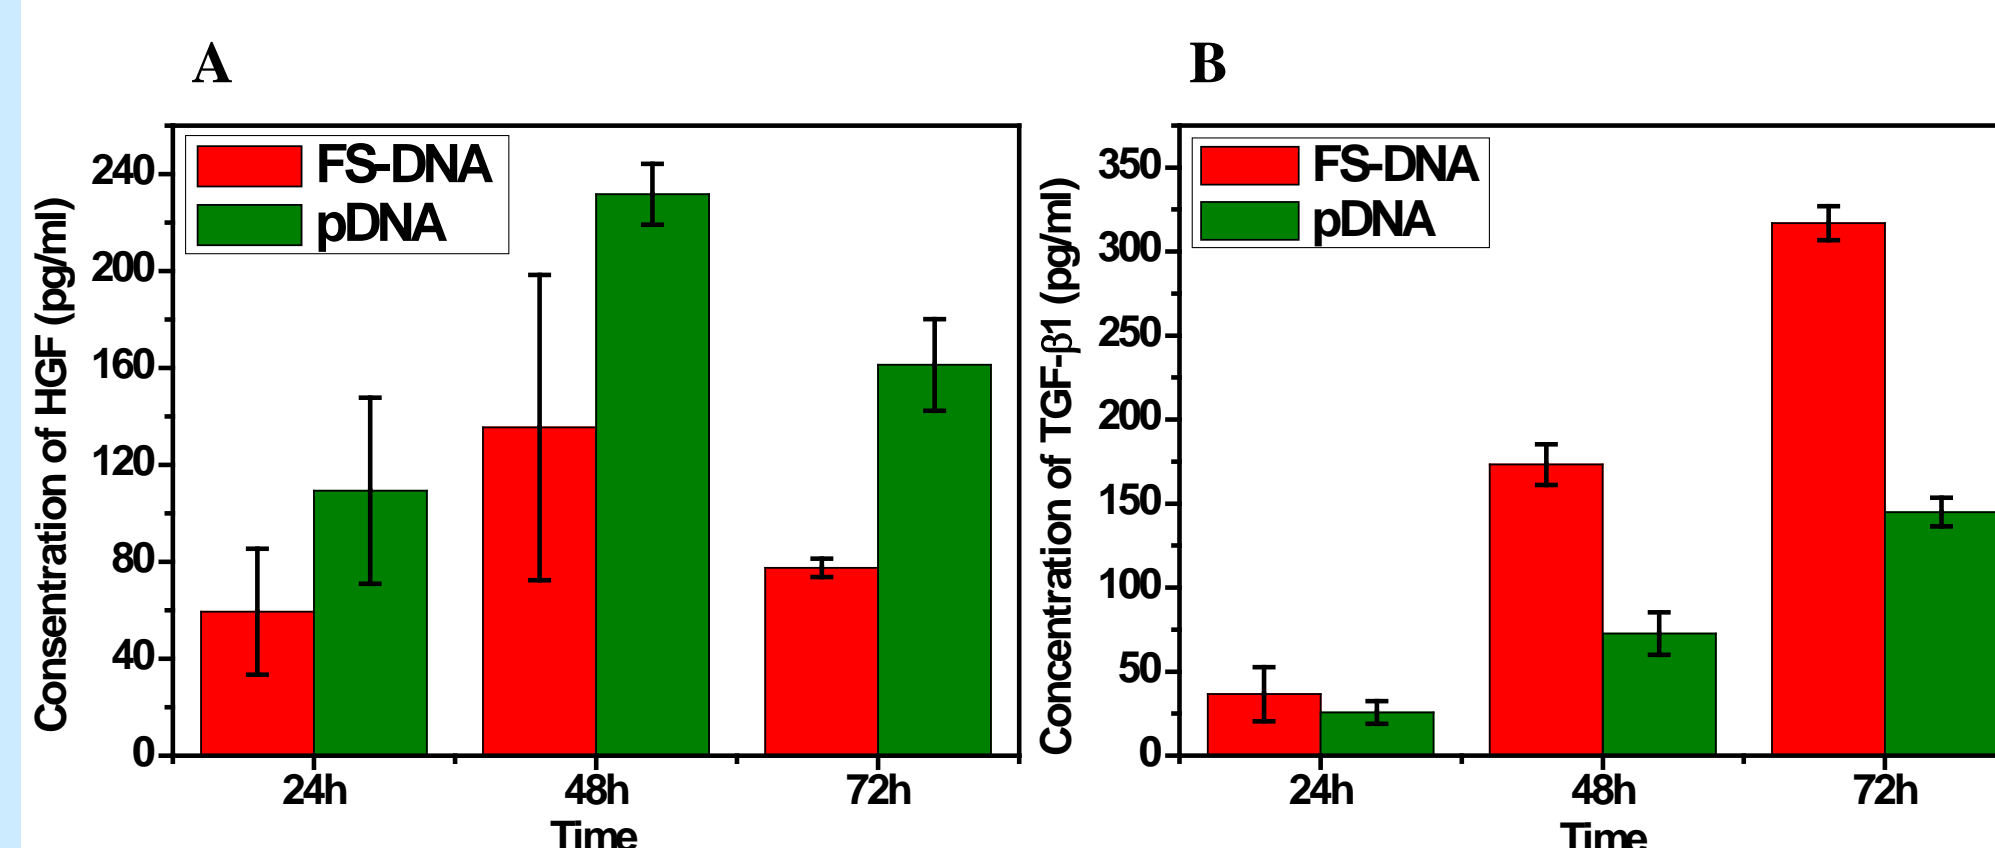 A
Consentration of HGF (pg/ml)
240
200
160
120
80
40
0
FS-DNA
pDNA
24h 48h 72h
Time
B
Concentration of TGF-β1 (pg/ml)
350
300
250
200
150
100
50
0
FS-DNA
pDNA
24h 48h 72h
Time